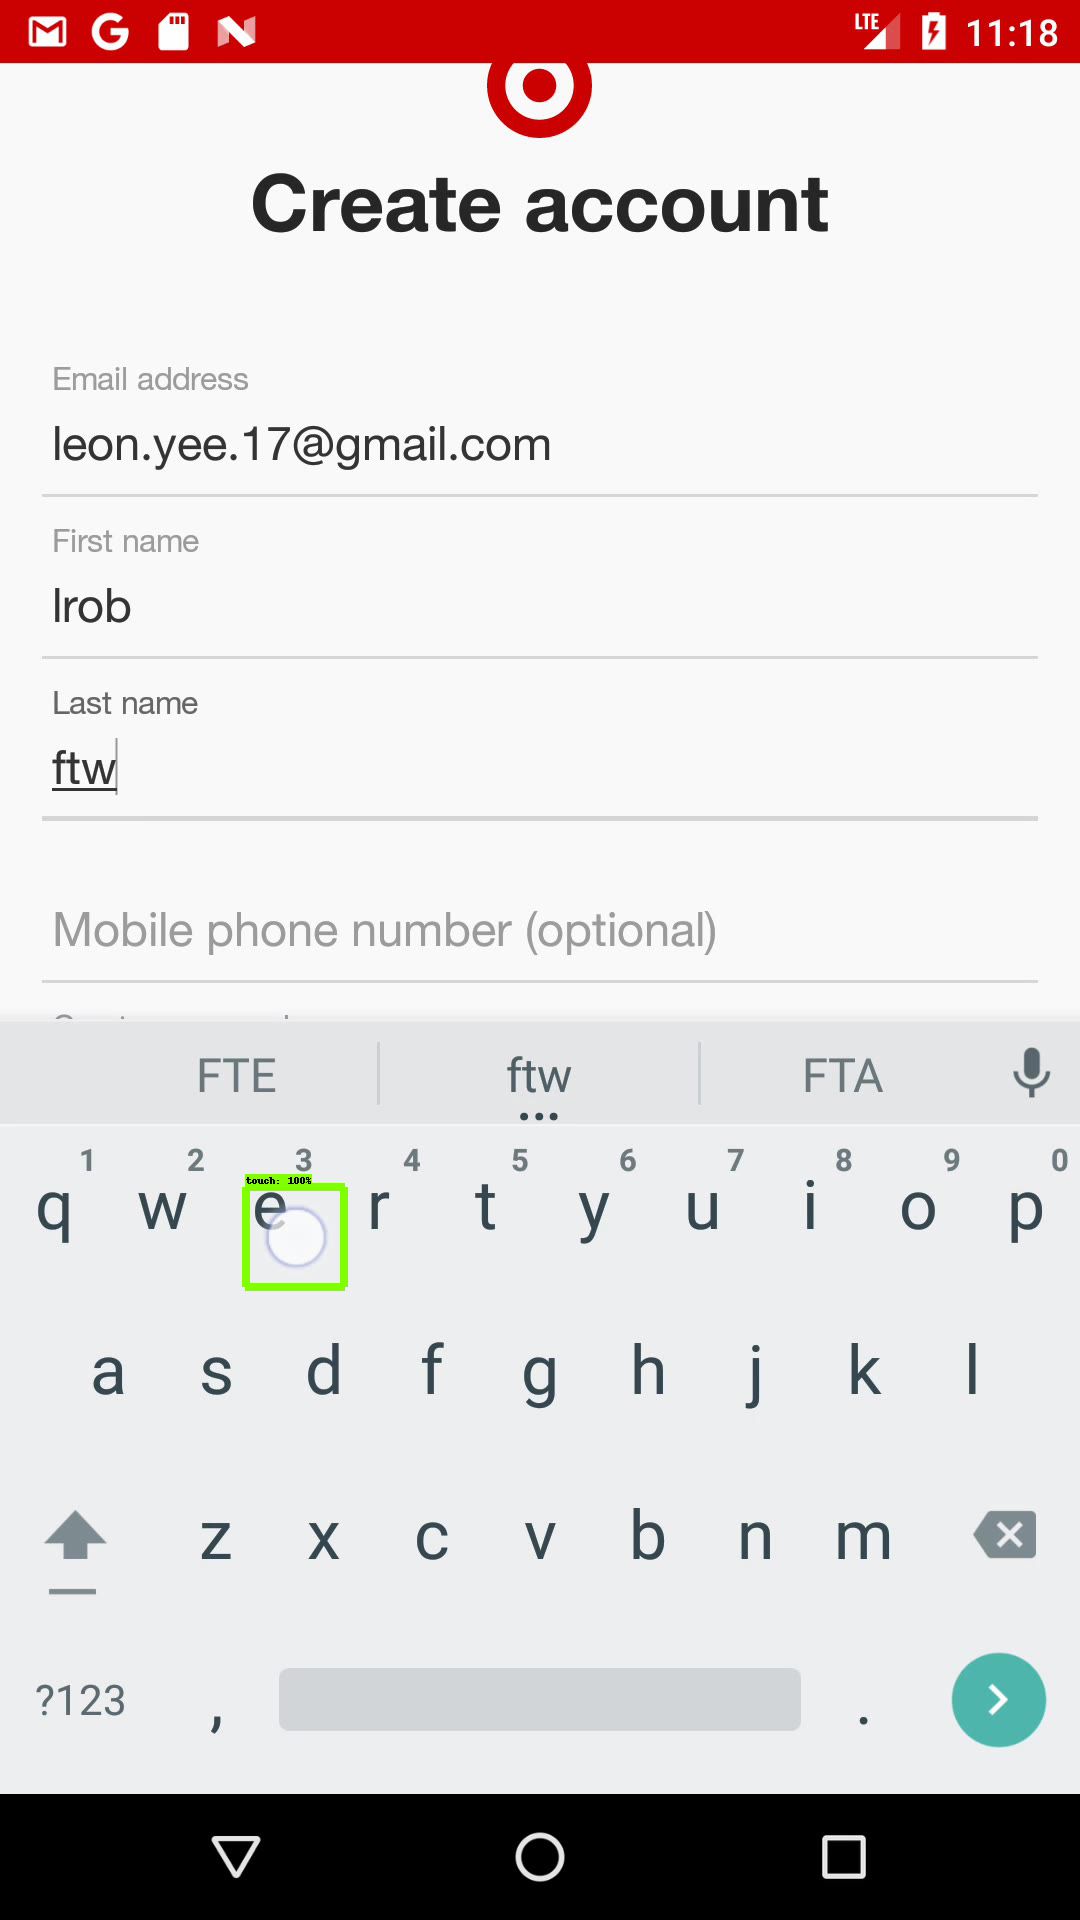 LTE 11:18
Create account
Email address
leon.yee.17@gmail.com
First name
lrob
Last name
ftw
Mobile phone number (optional)
FTE ftw FTA
1 2 3 4 5 6 7 8 9 0
touch: 100%
q w e r t y u i o p
a s d f g h j k l
z x c v b n m
?123 , .